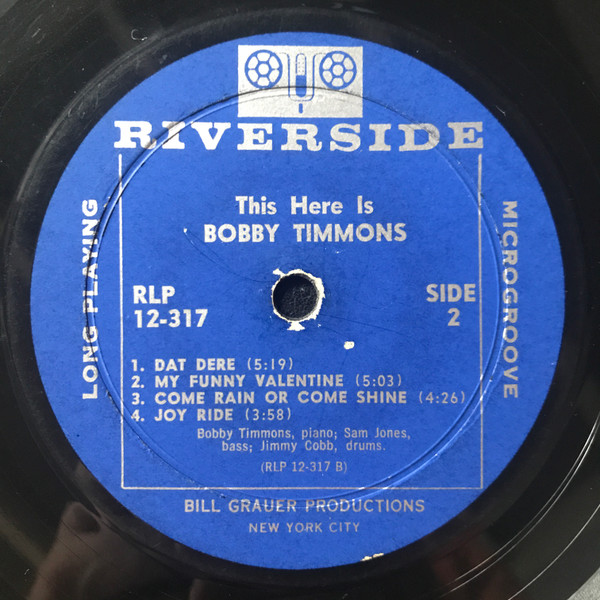 RIVERSIDE
This Here Is
BOBBY TIMMONS
LONG PLAYING
MICROGROOVE
RLP
12-317
SIDE
2
1. DAT DERE (5:19)
2. MY FUNNY VALENTINE (5:03)
3. COME RAIN OR COME SHINE (4:26)
4. JOY RIDE (3:58)
Bobby Timmons, piano; Sam Jones,
bass; Jimmy Cobb, drums.
(RLP 12-317 B)
BILL GRAUER PRODUCTIONS
NEW YORK CITY